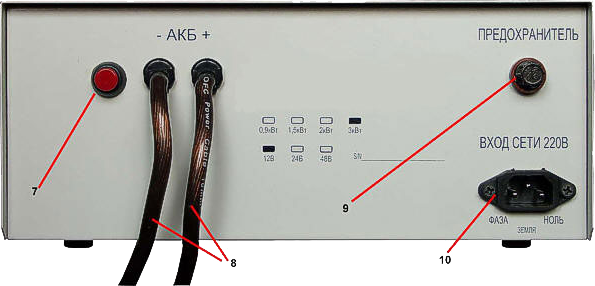 - АКБ +
ПРЕДОХРАНИТЕЛЬ
OFC Power Cable
0,9кВт 1,5кВт 2кВт 3кВт
12В 24В 48В S/N
ВХОД СЕТИ 220В
ФАЗА НОЛЬ
ЗЕМЛЯ
7
8
9
10